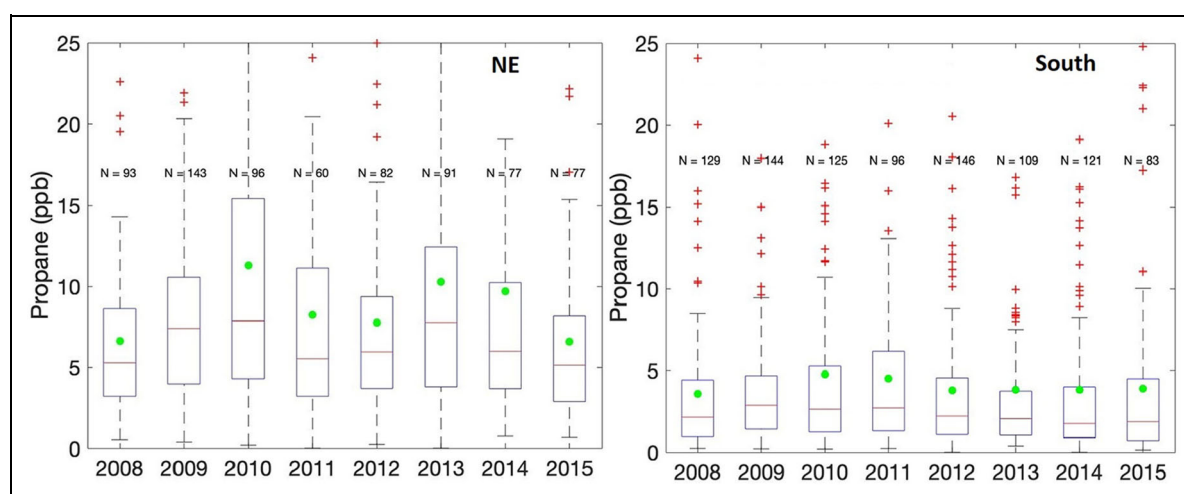 NE
Propane (ppb)
25
20
15
10
5
0
N = 93
N = 143
N = 96
N = 60
N = 82
N = 91
N = 77
N = 77
2008 2009 2010 2011 2012 2013 2014 2015
South
Propane (ppb)
25
20
15
10
5
0
N = 129
N = 144
N = 125
N = 96
N = 146
N = 109
N = 121
N = 83
2008 2009 2010 2011 2012 2013 2014 2015